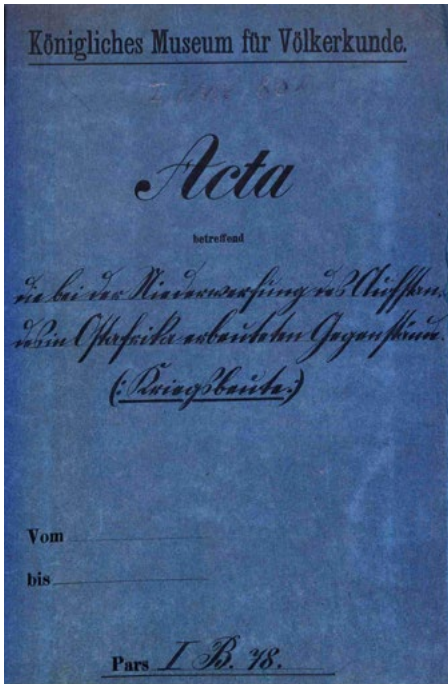 Königliches Museum für Völkerkunde.
Acta
betreffend
die bei der Niederwerfung des Aufstan-
des in Ostafrika erbeuteten Gegenstände.
(: Kriegsbeute.:)
Vom
bis
Pars I B. 78.